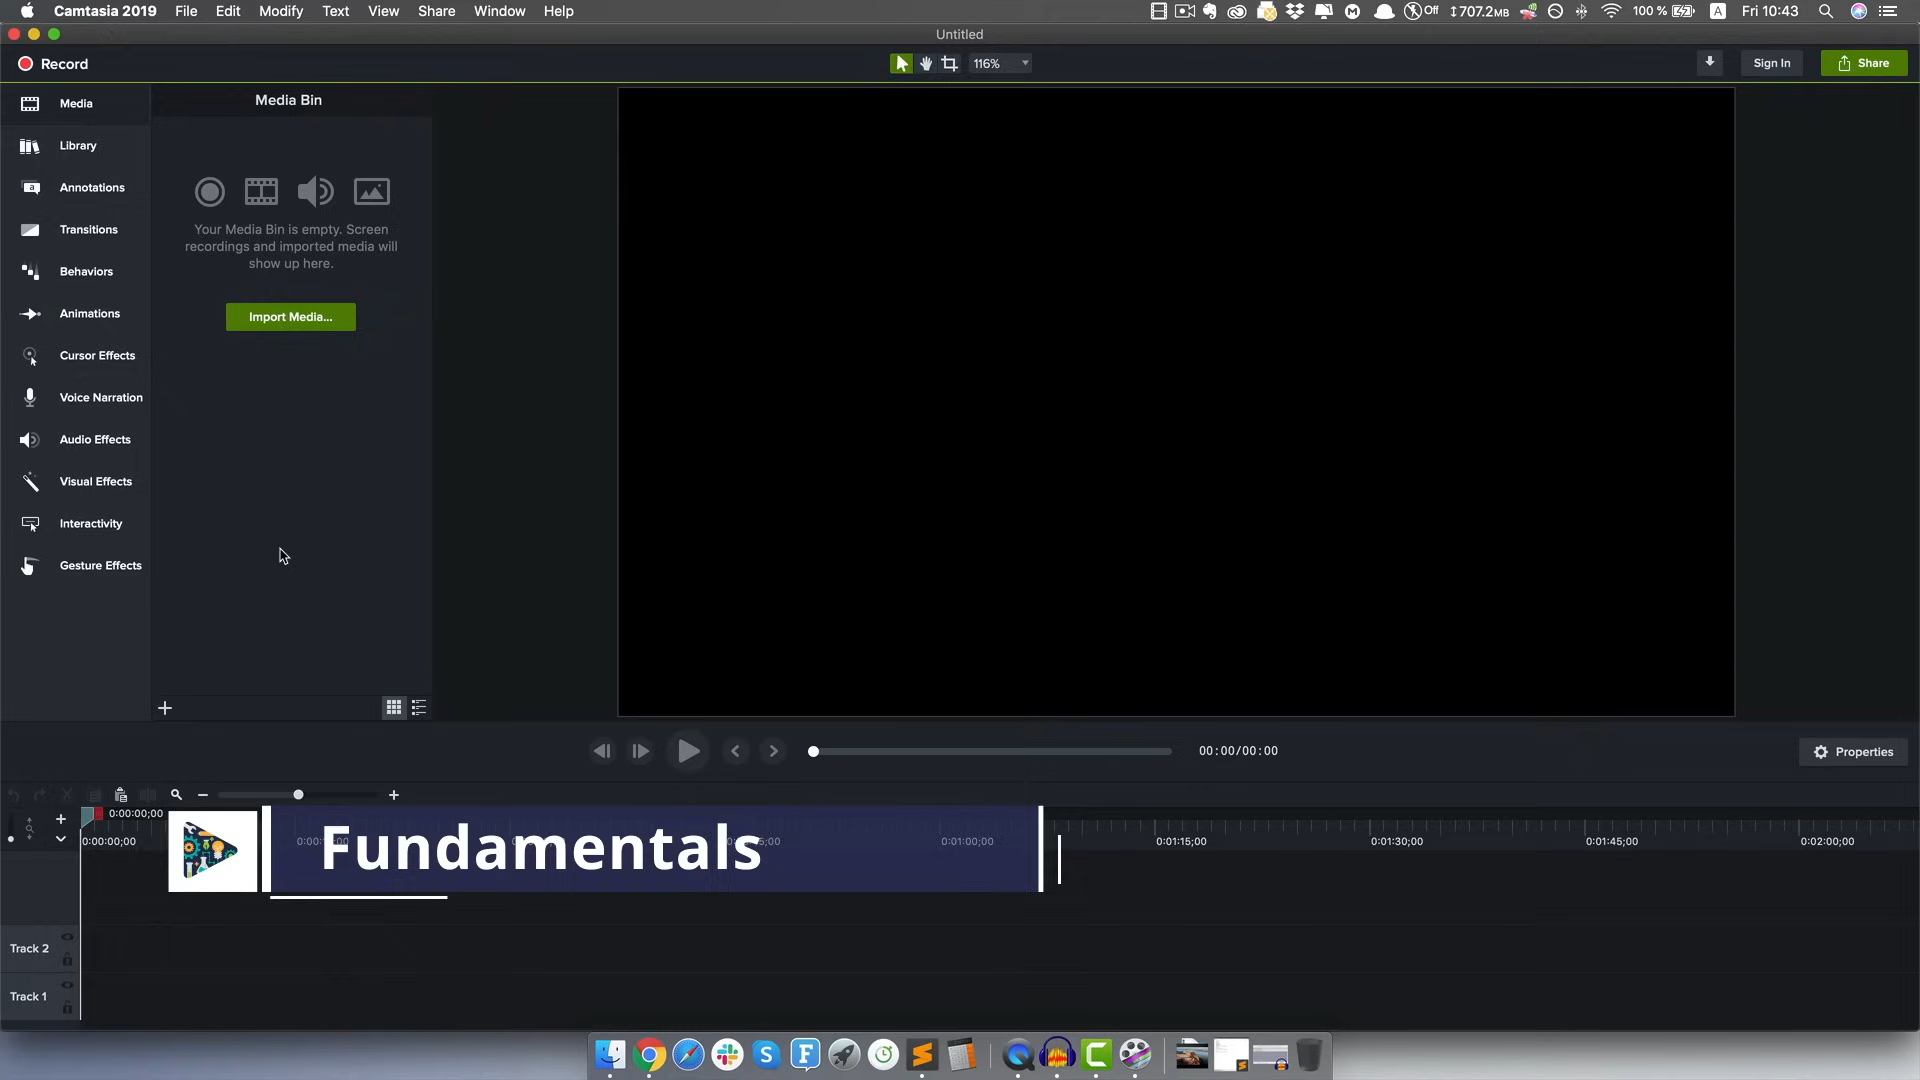 Camtasia 2019 File Edit Modify Text View Share Window Help
Off 707.2MB 100 % A Fri 10:43
Untitled
Record 116% Sign In Share
Media
Library
Annotations
Transitions
Behaviors
Animations
Cursor Effects
Voice Narration
Audio Effects
Visual Effects
Interactivity
Gesture Effects
Media Bin
Your Media Bin is empty. Screen
recordings and imported media will
show up here.
Import Media...
00:00/00:00
Properties
0:00:00;00
0:00:00;00 0:01:00;00 0:01:15;00 0:01:30;00 0:01:45;00 0:02:00;00
Fundamentals
Track 2
Track 1